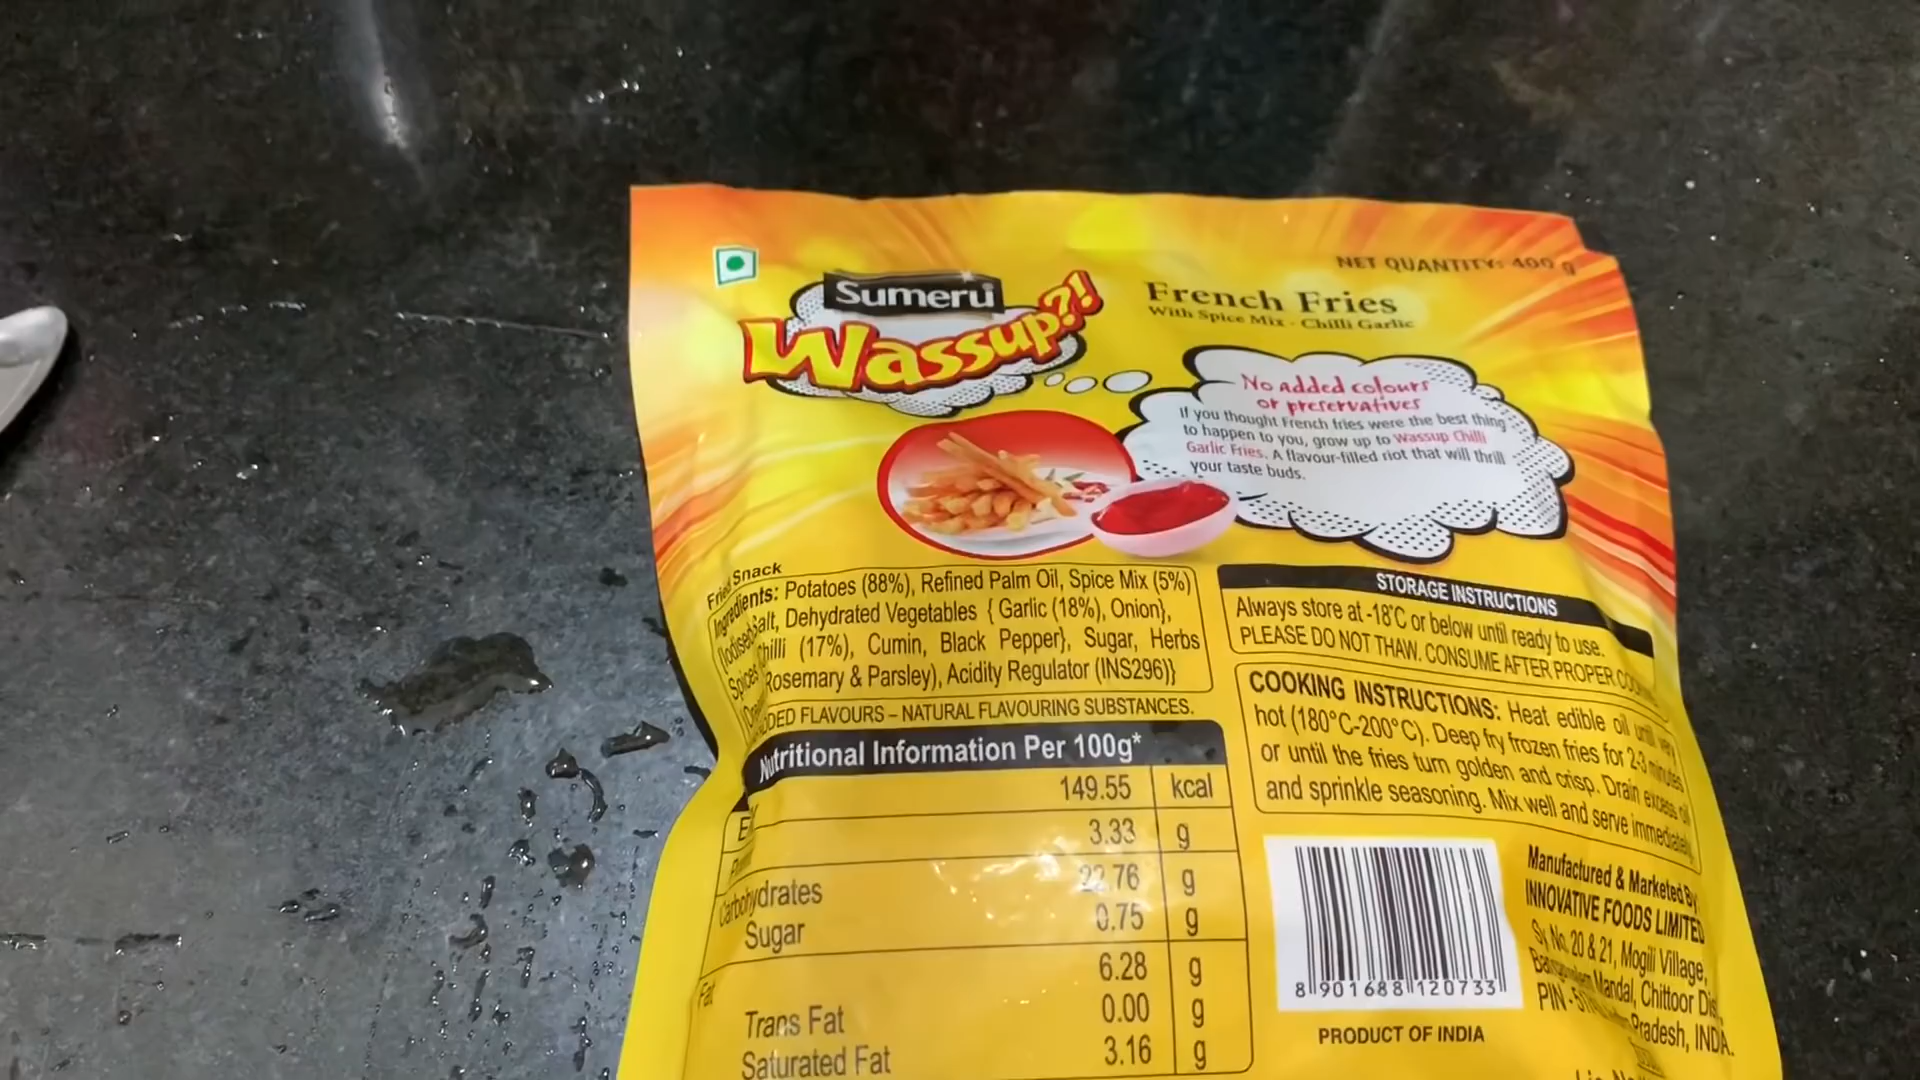 NET QUANTITY: 400 g
Sumeru
Wassup?!
French Fries
With Spice Mix - Chilli Garlic
No added colours
or preservatives
If you thought French fries were the best thing
to happen to you, grow up to Wassup Chilli
Garlic Fries. A flavour-filled riot that will thrill
your taste buds.
Fried Snack
Ingredients: Potatoes (88%), Refined Palm Oil, Spice Mix (5%)
(Iodised Salt, Dehydrated Vegetables { Garlic (18%), Onion},
Spices Chilli (17%), Cumin, Black Pepper}, Sugar, Herbs
Rosemary & Parsley), Acidity Regulator (INS296)}
FLAVOURS – NATURAL FLAVOURING SUBSTANCES.
Nutritional Information Per 100g*
149.55 kcal
3.33 g
Carbohydrates 22.76 g
Sugar 0.75 g
Fat 6.28 g
Trans Fat 0.00 g
Saturated Fat 3.16 g
STORAGE INSTRUCTIONS
Always store at -18°C or below until ready to use.
PLEASE DO NOT THAW. CONSUME AFTER PROPER
COOKING INSTRUCTIONS: Heat edible oil until very
hot (180°C-200°C). Deep fry frozen fries for 2-3 minutes
or until the fries turn golden and crisp. Drain excess oil
and sprinkle seasoning. Mix well and serve immediately.
8 901688 120733
PRODUCT OF INDIA
Manufactured & Marketed By
INNOVATIVE FOODS LIMITED
Sy No. 20 & 21, Mogili Village,
Mandal, Chittoor Dist,
PIN - Pradesh, INDIA.